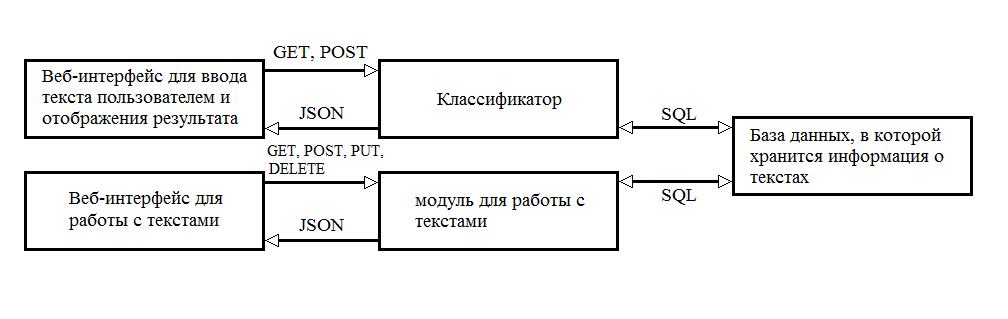 GET, POST
Веб-интерфейс для ввода
текста пользователем и
отображения результата
Классификатор
JSON
SQL
База данных, в которой
хранится информация о
текстах
GET, POST, PUT,
DELETE
Веб-интерфейс для
работы с текстами
модуль для работы с
текстами
SQL
JSON